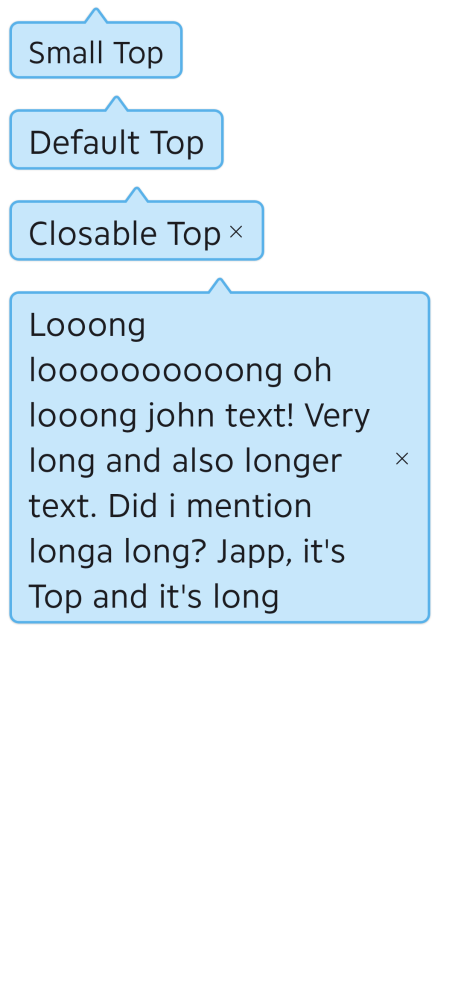 Small Top
Default Top
Closable Top ×
Looong
loooooooooong oh
looong john text! Very
long and also longer
text. Did i mention
longa long? Japp, it's
Top and it's long
×